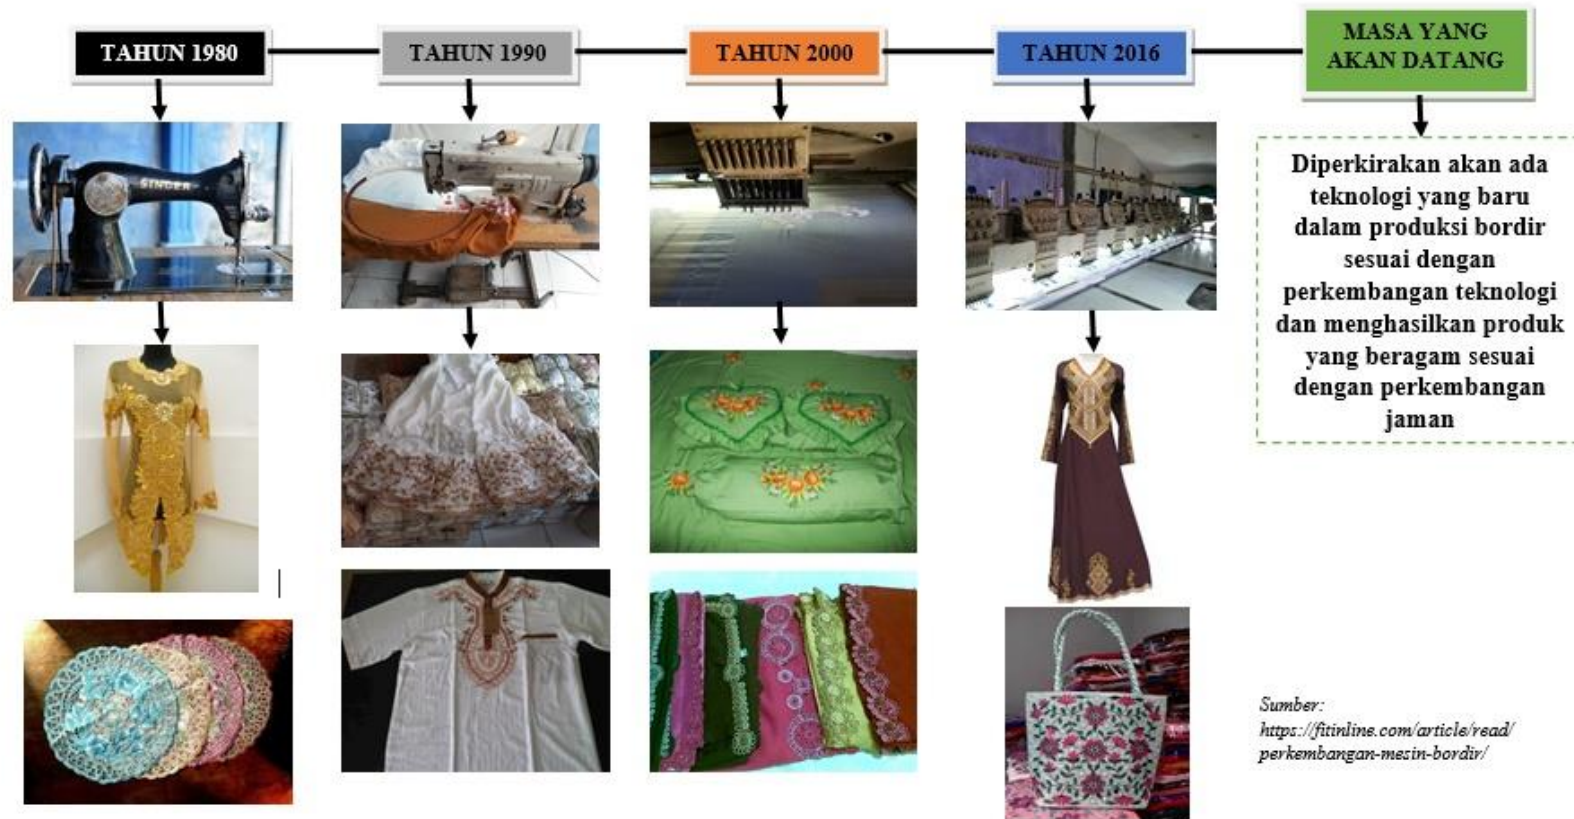 TAHUN 1980
TAHUN 1990
TAHUN 2000
TAHUN 2016
MASA YANG
AKAN DATANG
SINGER
Diperkirakan akan ada
teknologi yang baru
dalam produksi bordir
sesuai dengan
perkembangan teknologi
dan menghasilkan produk
yang beragam sesuai
dengan perkembangan
jaman
Sumber:
https://fitinline.com/article/read/
perkembangan-mesin-bordir/